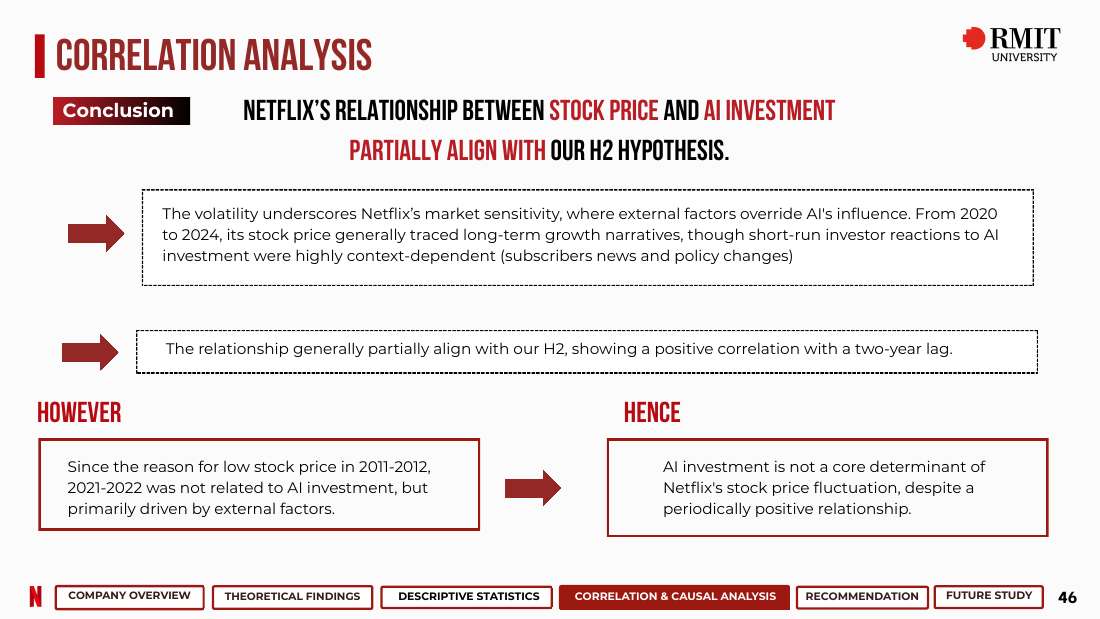 CORRELATION ANALYSIS
RMIT
UNIVERSITY
Conclusion
NETFLIX’S RELATIONSHIP BETWEEN STOCK PRICE AND AI INVESTMENT
PARTIALLY ALIGN WITH OUR H2 HYPOTHESIS.
The volatility underscores Netflix’s market sensitivity, where external factors override AI's influence. From 2020
to 2024, its stock price generally traced long-term growth narratives, though short-run investor reactions to AI
investment were highly context-dependent (subscribers news and policy changes)
The relationship generally partially align with our H2, showing a positive correlation with a two-year lag.
HOWEVER
Since the reason for low stock price in 2011-2012,
2021-2022 was not related to AI investment, but
primarily driven by external factors.
HENCE
AI investment is not a core determinant of
Netflix's stock price fluctuation, despite a
periodically positive relationship.
N
COMPANY OVERVIEW
THEORETICAL FINDINGS
DESCRIPTIVE STATISTICS
CORRELATION & CAUSAL ANALYSIS
RECOMMENDATION
FUTURE STUDY
46